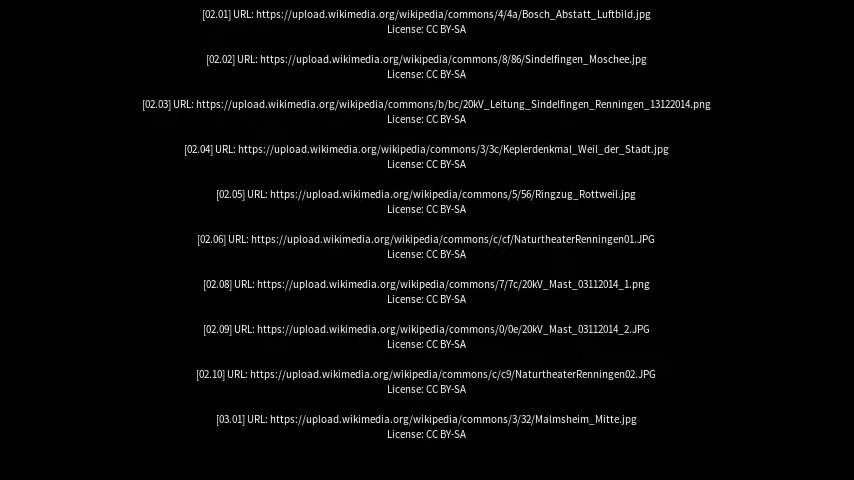 [02.01] URL: https://upload.wikimedia.org/wikipedia/commons/4/4a/Bosch_Abstatt_Luftbild.jpg
License: CC BY-SA
[02.02] URL: https://upload.wikimedia.org/wikipedia/commons/8/86/Sindelfingen_Moschee.jpg
License: CC BY-SA
[02.03] URL: https://upload.wikimedia.org/wikipedia/commons/b/bc/20kV_Leitung_Sindelfingen_Renningen_13122014.png
License: CC BY-SA
[02.04] URL: https://upload.wikimedia.org/wikipedia/commons/3/3c/Keplerdenkmal_Weil_der_Stadt.jpg
License: CC BY-SA
[02.05] URL: https://upload.wikimedia.org/wikipedia/commons/5/56/Ringzug_Rottweil.jpg
License: CC BY-SA
[02.06] URL: https://upload.wikimedia.org/wikipedia/commons/c/cf/NaturtheaterRenningen01.JPG
License: CC BY-SA
[02.08] URL: https://upload.wikimedia.org/wikipedia/commons/7/7c/20kV_Mast_03112014_1.png
License: CC BY-SA
[02.09] URL: https://upload.wikimedia.org/wikipedia/commons/0/0e/20kV_Mast_03112014_2.JPG
License: CC BY-SA
[02.10] URL: https://upload.wikimedia.org/wikipedia/commons/c/c9/NaturtheaterRenningen02.JPG
License: CC BY-SA
[03.01] URL: https://upload.wikimedia.org/wikipedia/commons/3/32/Malmsheim_Mitte.jpg
License: CC BY-SA